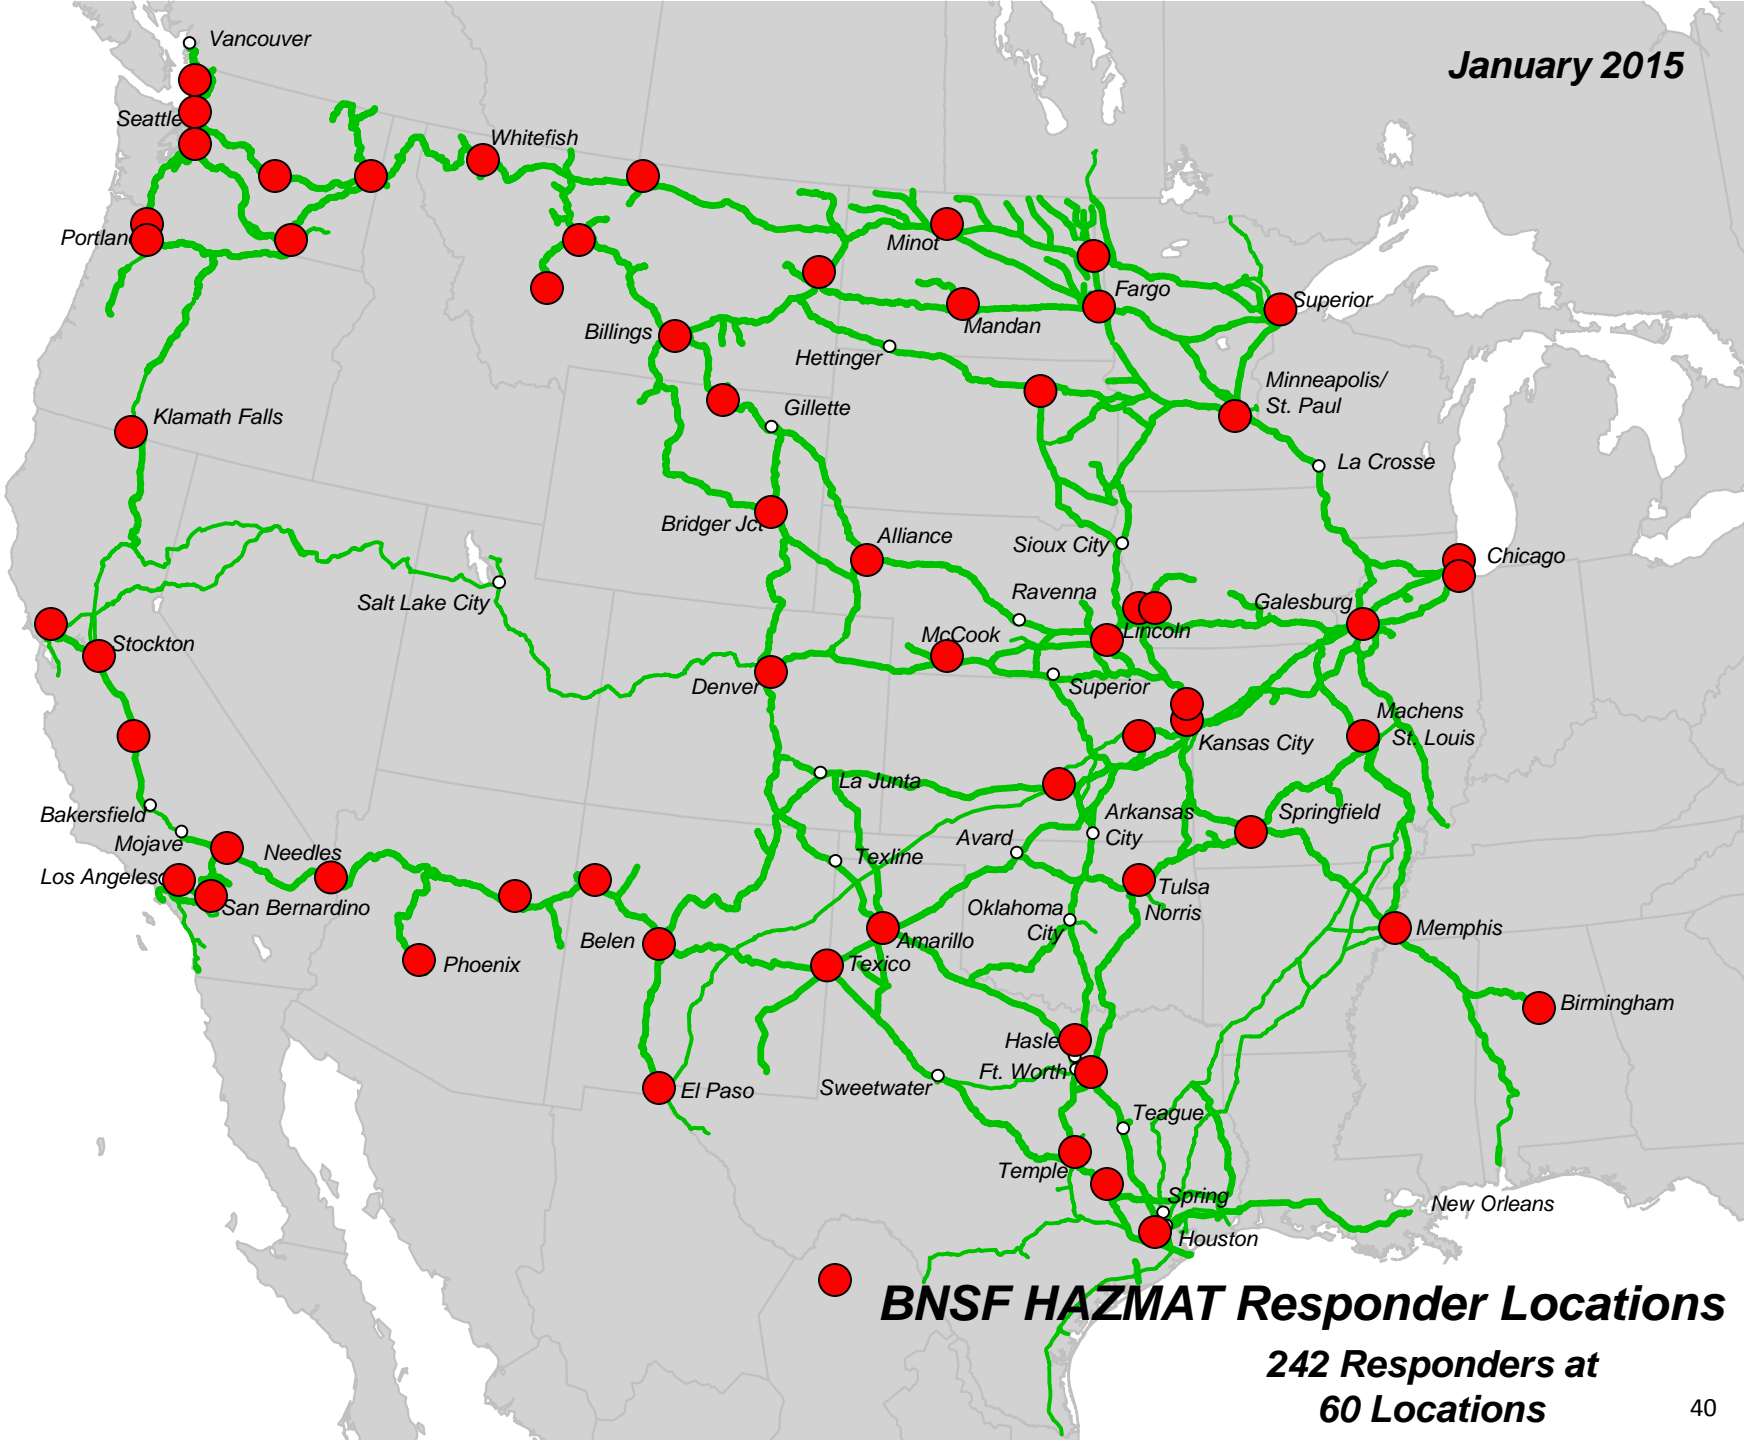 Vancouver
January 2015
Seattle
Whitefish
Portlan
Minot
Fargo
Superior
Mandan
Billings
Hettinger
Minneapolis/
St. Paul
Gillette
Klamath Falls
La Crosse
Bridger Jct
Alliance
Sioux City
Chicago
Salt Lake City
Ravenna
Galesburg
Stockton
McCook
Lincoln
Denver
Superior
Machens
St. Louis
Kansas City
La Junta
Bakersfield
Arkansas
City
Springfield
Mojave
Needles
Avard
Texline
Los Angeles
San Bernardino
Tulsa
Norris
Oklahoma
City
Belen
Amarillo
Memphis
Phoenix
Texico
Birmingham
Hasle
Ft. Worth
El Paso
Sweetwater
Teague
Temple
Spring
New Orleans
Houston
BNSF HAZMAT Responder Locations
242 Responders at
60 Locations
40